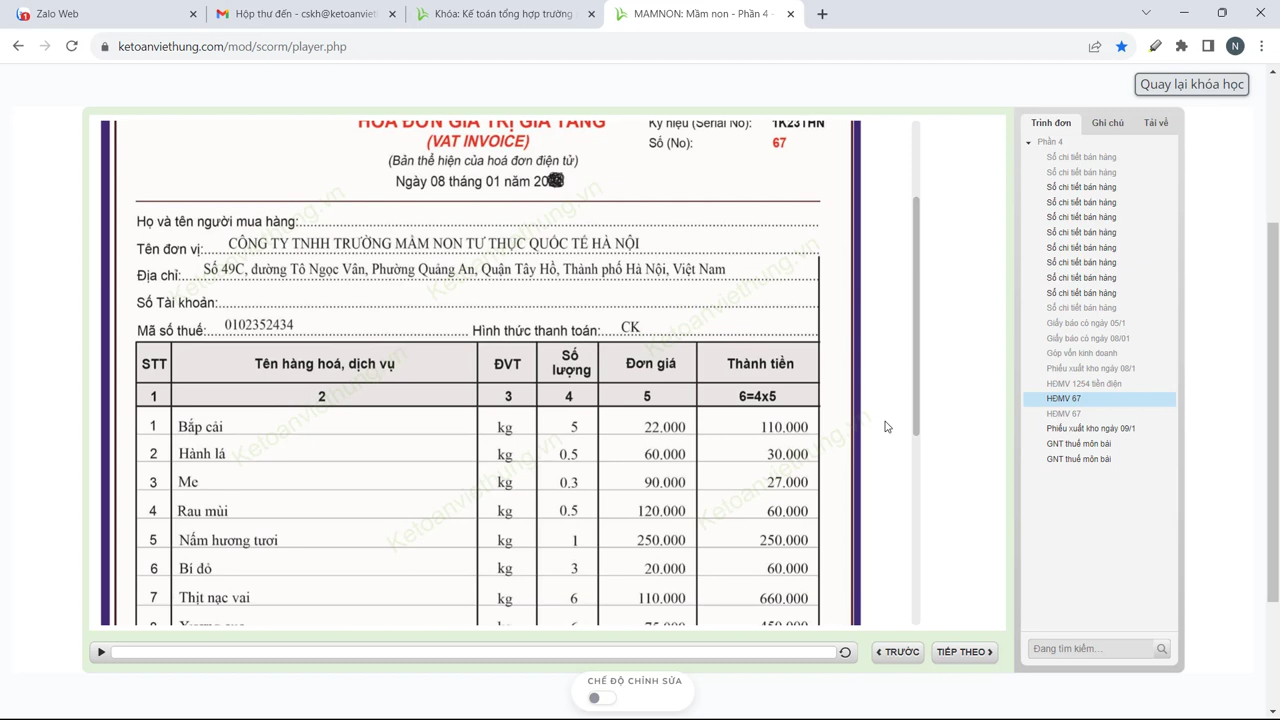 Zalo Web
Hộp thư đến - cskh@ketoanviet
Khóa: Kế toán tổng hợp trường
MAMNON: Mầm non - Phần 4 -
ketoanviethung.com/mod/scorm/player.php
N
Quay lại khóa học
HÓA ĐƠN GIÁ TRỊ GIA TĂNG
Ký hiệu (Serial No): 1K23THN
(VAT INVOICE)
Số (No): 67
(Bản thể hiện của hoá đơn điện tử)
Ngày 08 tháng 01 năm
Họ và tên người mua hàng:
Tên đơn vị: CÔNG TY TNHH TRƯỜNG MẦM NON TƯ THỤC QUỐC TẾ HÀ NỘI
Địa chỉ: Số 49C, đường Tô Ngọc Vân, Phường Quảng An, Quận Tây Hồ, Thành phố Hà Nội, Việt Nam
Số Tài khoản:
Mã số thuế: 0102352434 Hình thức thanh toán: CK
STT Tên hàng hoá, dịch vụ ĐVT Số lượng Đơn giá Thành tiền
1 2 3 4 5 6=4x5
1 Bắp cải kg 5 22.000 110.000
2 Hành lá kg 0.5 60.000 30.000
3 Me kg 0.3 90.000 27.000
4 Rau mùi kg 0.5 120.000 60.000
5 Nấm hương tươi kg 1 250.000 250.000
6 Bí đỏ kg 3 20.000 60.000
7 Thịt nạc vai kg 6 110.000 660.000
Ketoanviethung.vn
TRƯỚC
TIẾP THEO
CHẾ ĐỘ CHỈNH SỬA
Trình đơn
Ghi chú
Tải về
Phần 4
Sổ chi tiết bán hàng
Sổ chi tiết bán hàng
Sổ chi tiết bán hàng
Sổ chi tiết bán hàng
Sổ chi tiết bán hàng
Sổ chi tiết bán hàng
Sổ chi tiết bán hàng
Sổ chi tiết bán hàng
Sổ chi tiết bán hàng
Sổ chi tiết bán hàng
Sổ chi tiết bán hàng
Giấy báo có ngày 05/1
Giấy báo có ngày 08/01
Góp vốn kinh doanh
Phiếu xuất kho ngày 08/1
HĐMV 1254 tiền điện
HĐMV 67
HĐMV 67
Phiếu xuất kho ngày 09/1
GNT thuế môn bài
GNT thuế môn bài
Đang tìm kiếm...